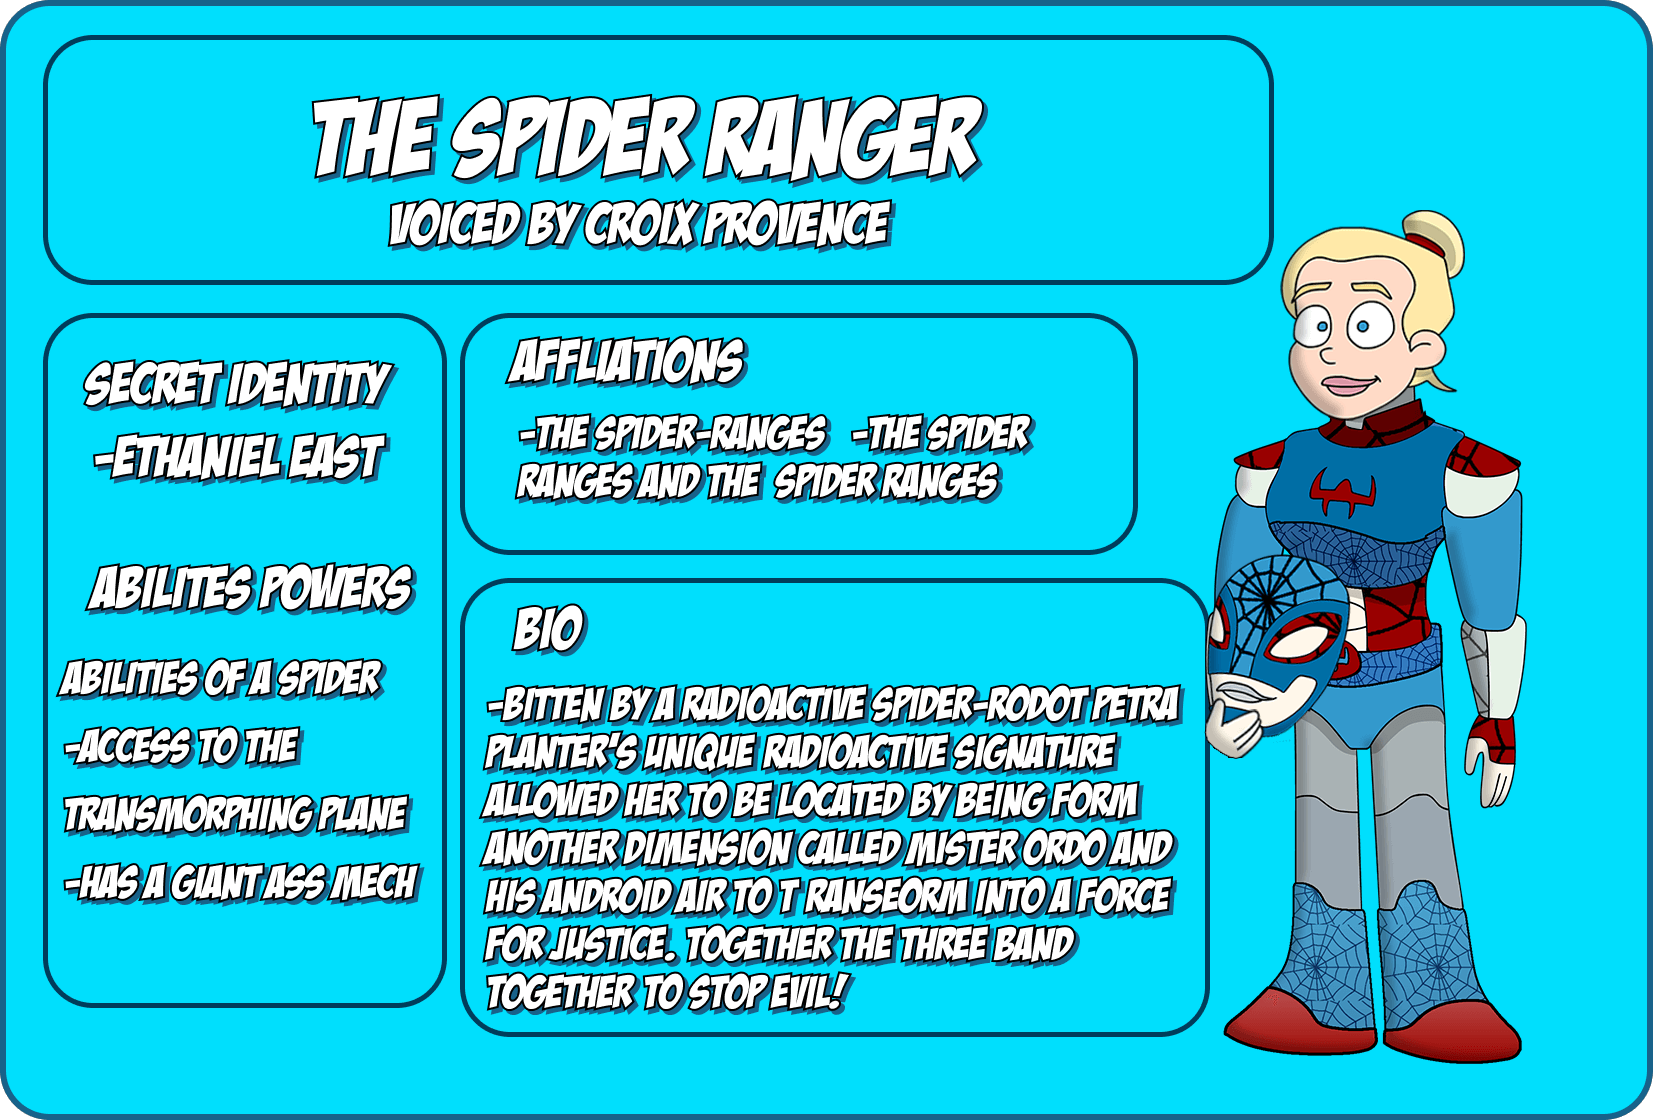 THE SPIDER RANGER
VOICED BY CROIX PROVENCE
SECRET IDENTITY
-ETHANIEL EAST
ABILITES POWERS
ABILITIES OF A SPIDER
-ACCESS TO THE
TRANSMORPHING PLANE
-HAS A GIANT ASS MECH
AFFLIATIONS
-THE SPIDER-RANGES -THE SPIDER
RANGES AND THE SPIDER RANGES
BIO
-BITTEN BY A RADIOACTIVE SPIDER-RODOT PETRA
PLANTER'S UNIQUE RADIOACTIVE SIGNATURE
ALLOWED HER TO BE LOCATED BY BEING FORM
ANOTHER DIMENSION CALLED MISTER ORDO AND
HIS ANDROID AIR TO T RANSEORM INTO A FORCE
FOR JUSTICE. TOGETHER THE THREE BAND
TOGETHER TO STOP EVIL!